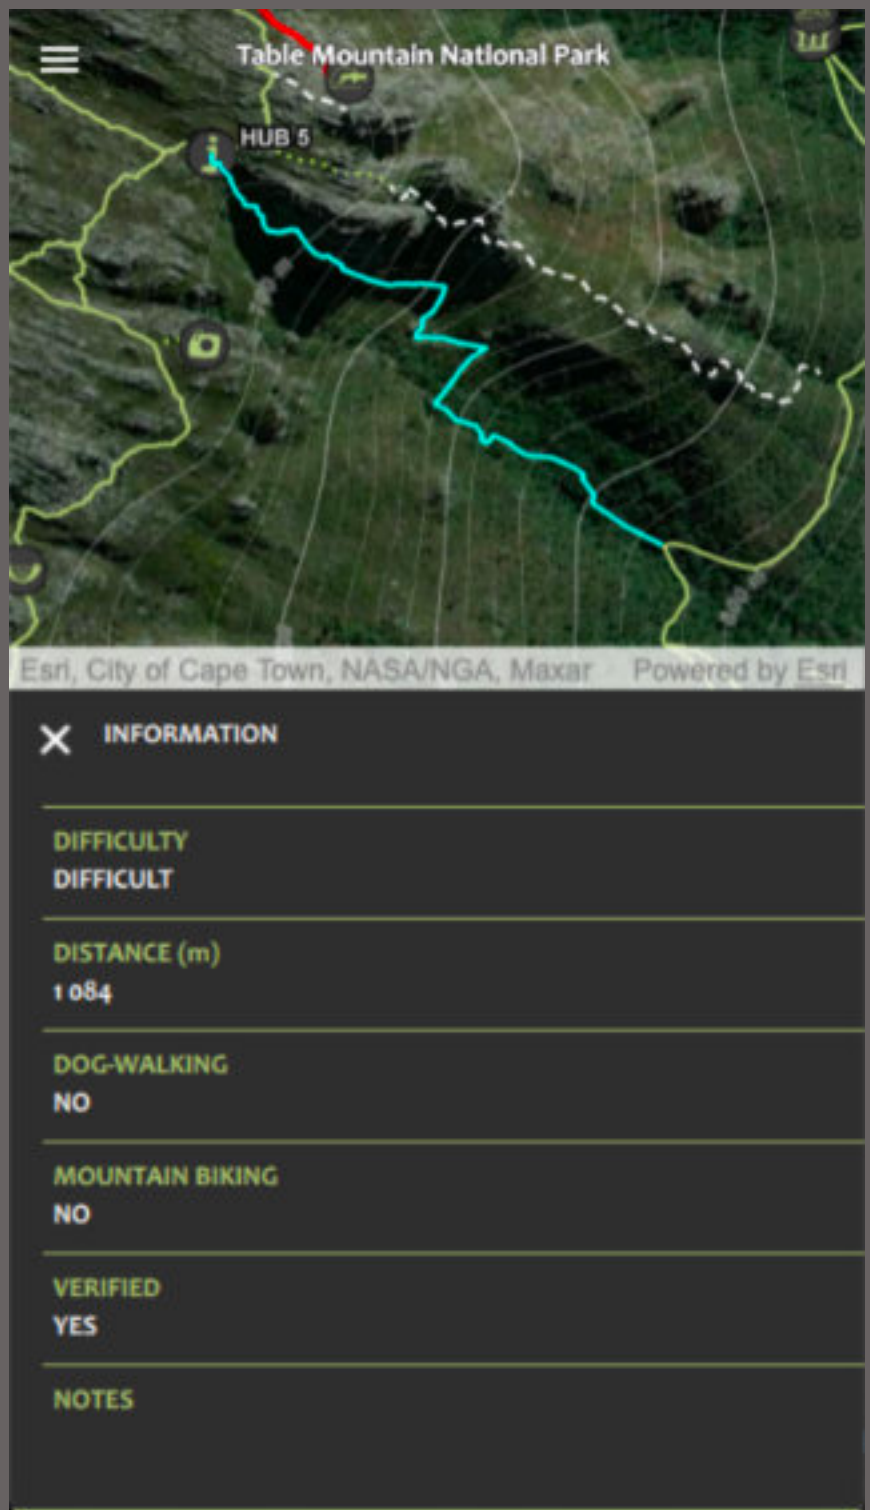 Table Mountain National Park
HUB 5
Esri, City of Cape Town, NASA/NGA, Maxar Powered by Esri
INFORMATION
DIFFICULTY
DIFFICULT
DISTANCE (m)
1 084
DOG-WALKING
NO
MOUNTAIN BIKING
NO
VERIFIED
YES
NOTES